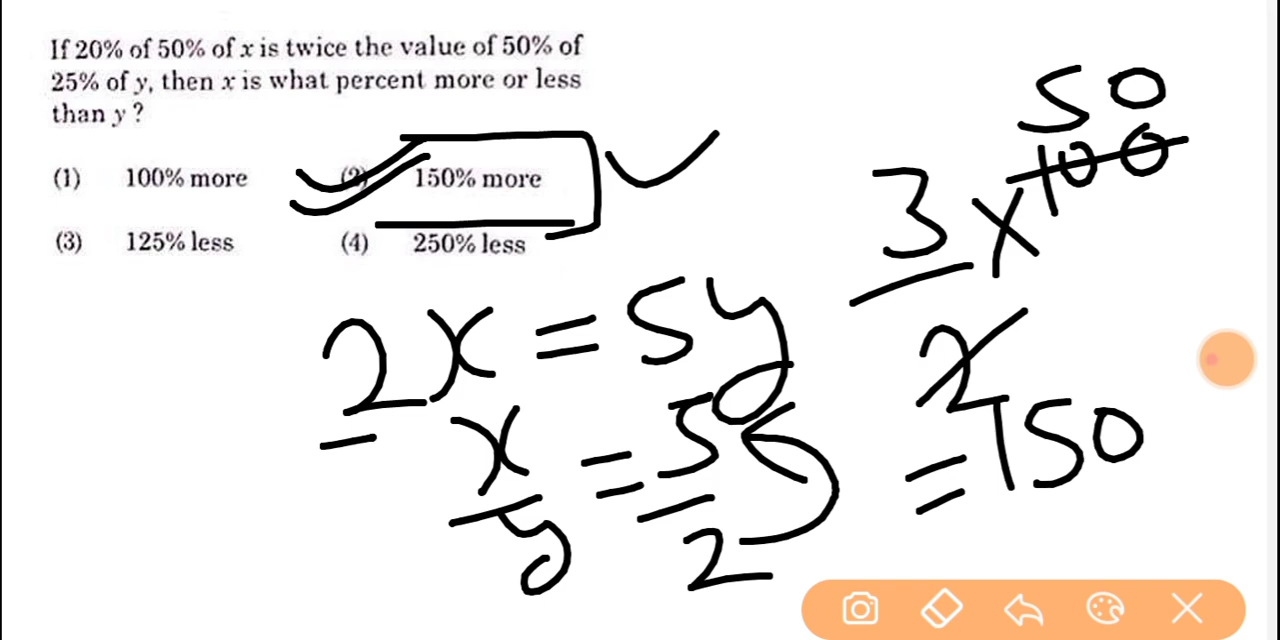 If 20% of 50% of x is twice the value of 50% of
25% of y, then x is what percent more or less
than y ?
(1) 100% more (2) 150% more
(3) 125% less (4) 250% less
50
3 × 100
2
= 150
2x = 5y
x = 5
y 2